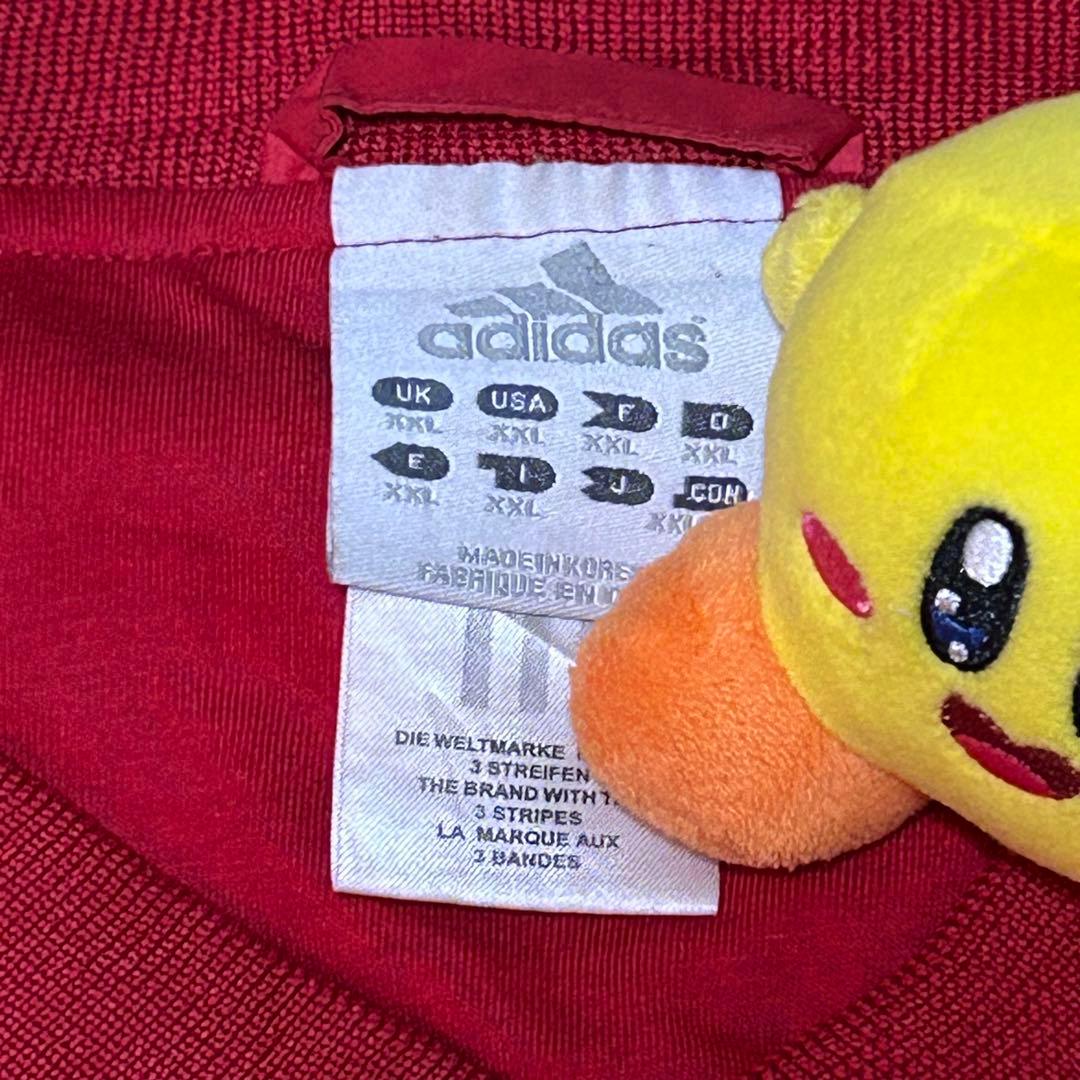 adidas
UK USA F D
XXL XXL XXL XXL
E I J CON
XXL XXL
MADE IN KORE
FABRIQUE EN
DIE WELTMARKE
3 STREIFEN
THE BRAND WITH
3 STRIPES
LA MARQUE AUX
3 BANDES